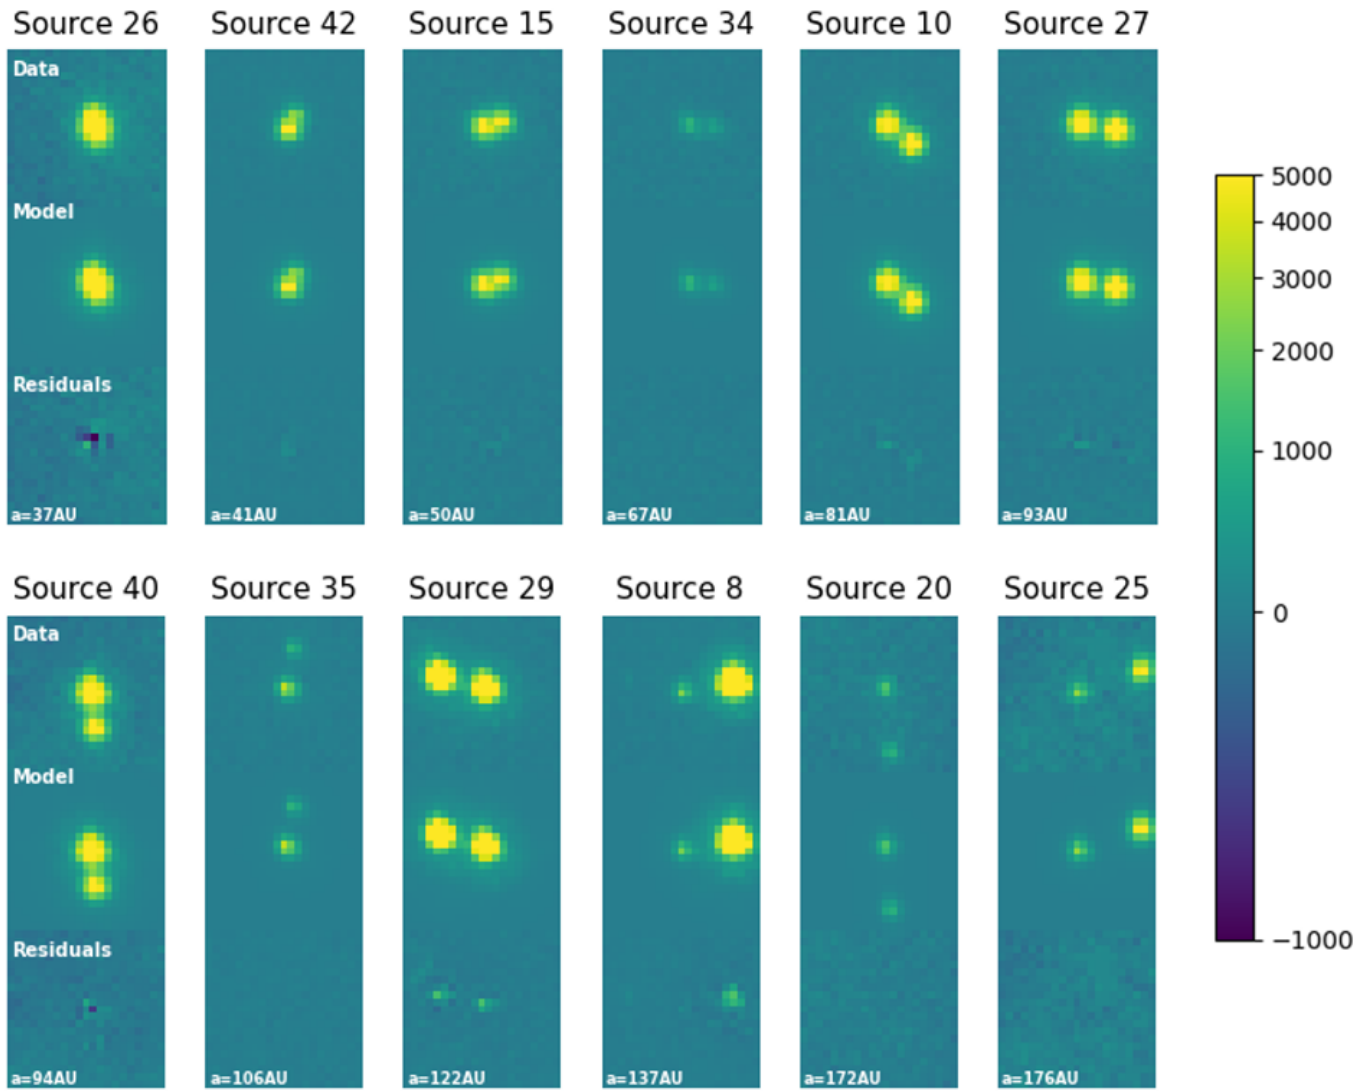 Source 26 Source 42 Source 15 Source 34 Source 10 Source 27
Data
Model
Residuals
a=37AU a=41AU a=50AU a=67AU a=81AU a=93AU
Source 40 Source 35 Source 29 Source 8 Source 20 Source 25
Data
Model
Residuals
a=94AU a=106AU a=122AU a=137AU a=172AU a=176AU
5000
4000
3000
2000
1000
0
−1000